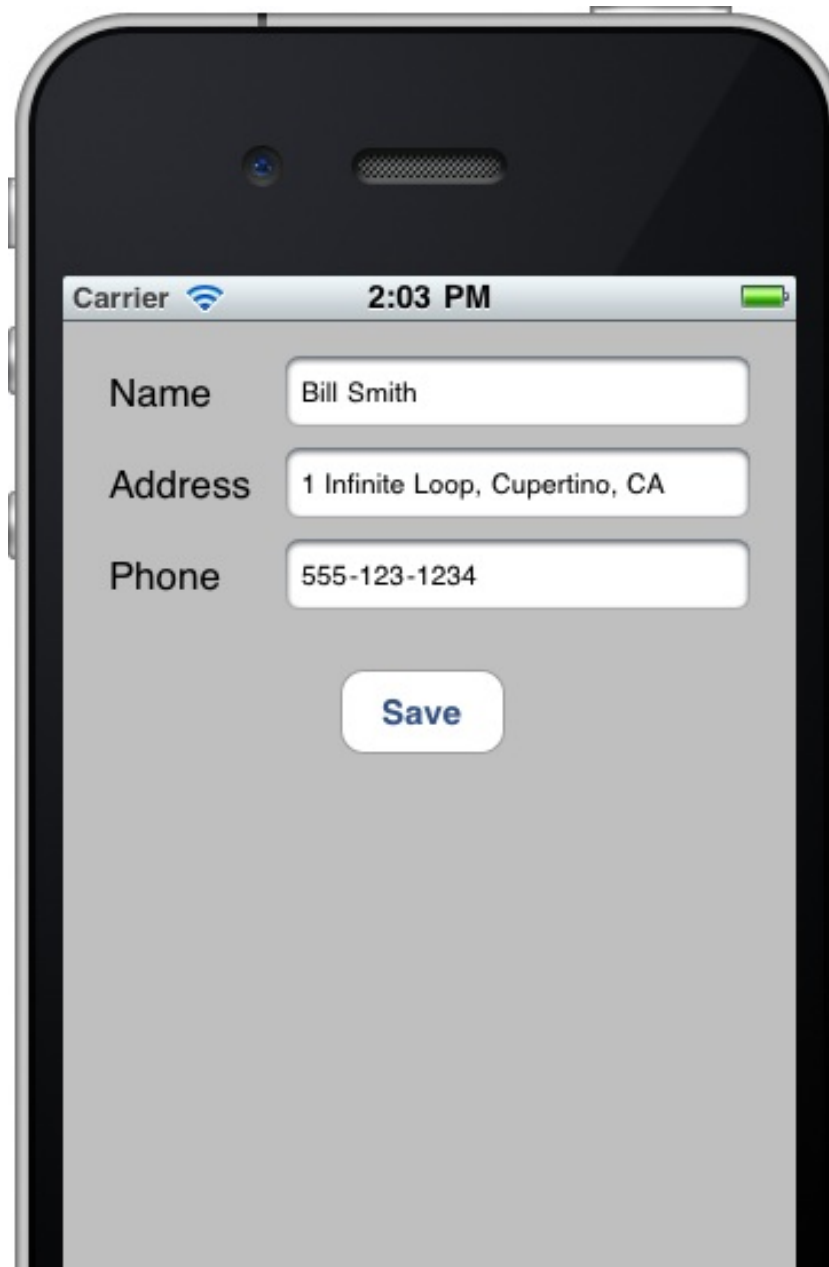 Carrier 2:03 PM
Name Bill Smith
Address 1 Infinite Loop, Cupertino, CA
Phone 555-123-1234
Save